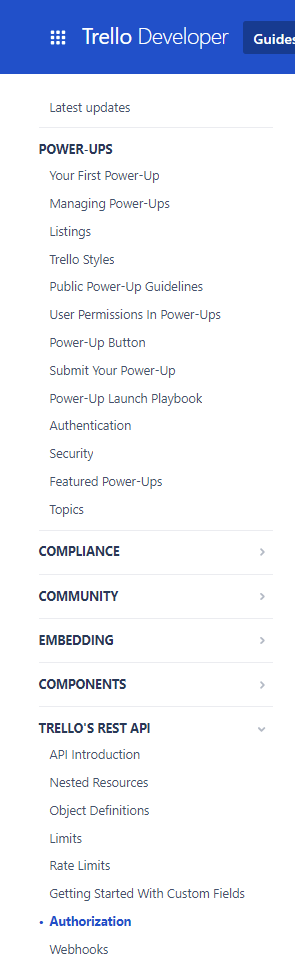 Trello Developer
Guides
Latest updates
POWER-UPS
Your First Power-Up
Managing Power-Ups
Listings
Trello Styles
Public Power-Up Guidelines
User Permissions In Power-Ups
Power-Up Button
Submit Your Power-Up
Power-Up Launch Playbook
Authentication
Security
Featured Power-Ups
Topics
COMPLIANCE
COMMUNITY
EMBEDDING
COMPONENTS
TRELLO'S REST API
API Introduction
Nested Resources
Object Definitions
Limits
Rate Limits
Getting Started With Custom Fields
• Authorization
Webhooks